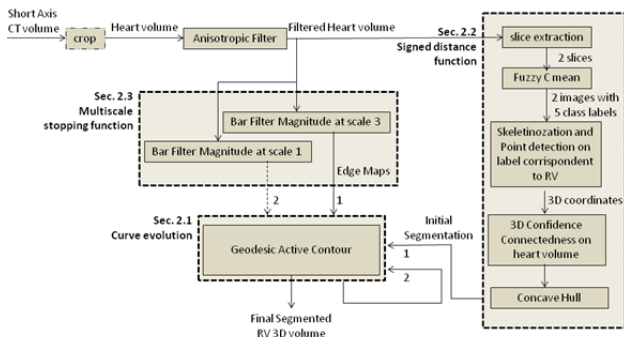 Short Axis
CT volume
crop
Heart volume
Anisotropic Filter
Filtered Heart volume
Sec. 2.2
Signed distance
function
slice extraction
2 slices
Fuzzy C mean
2 images with
5 class labels
Skeletinozation and
Point detection on
label corrispondent
to RV
3D coordinates
3D Confidence
Connectedness on
heart volume
Concave Hull
Sec. 2.3
Multiscale
stopping function
Bar Filter Magnitude at scale 3
Bar Filter Magnitude at scale 1
Edge Maps
2
1
Sec. 2.1
Curve evolution
Geodesic Active Contour
Initial
Segmentation
1
2
Final Segmented
RV 3D volume